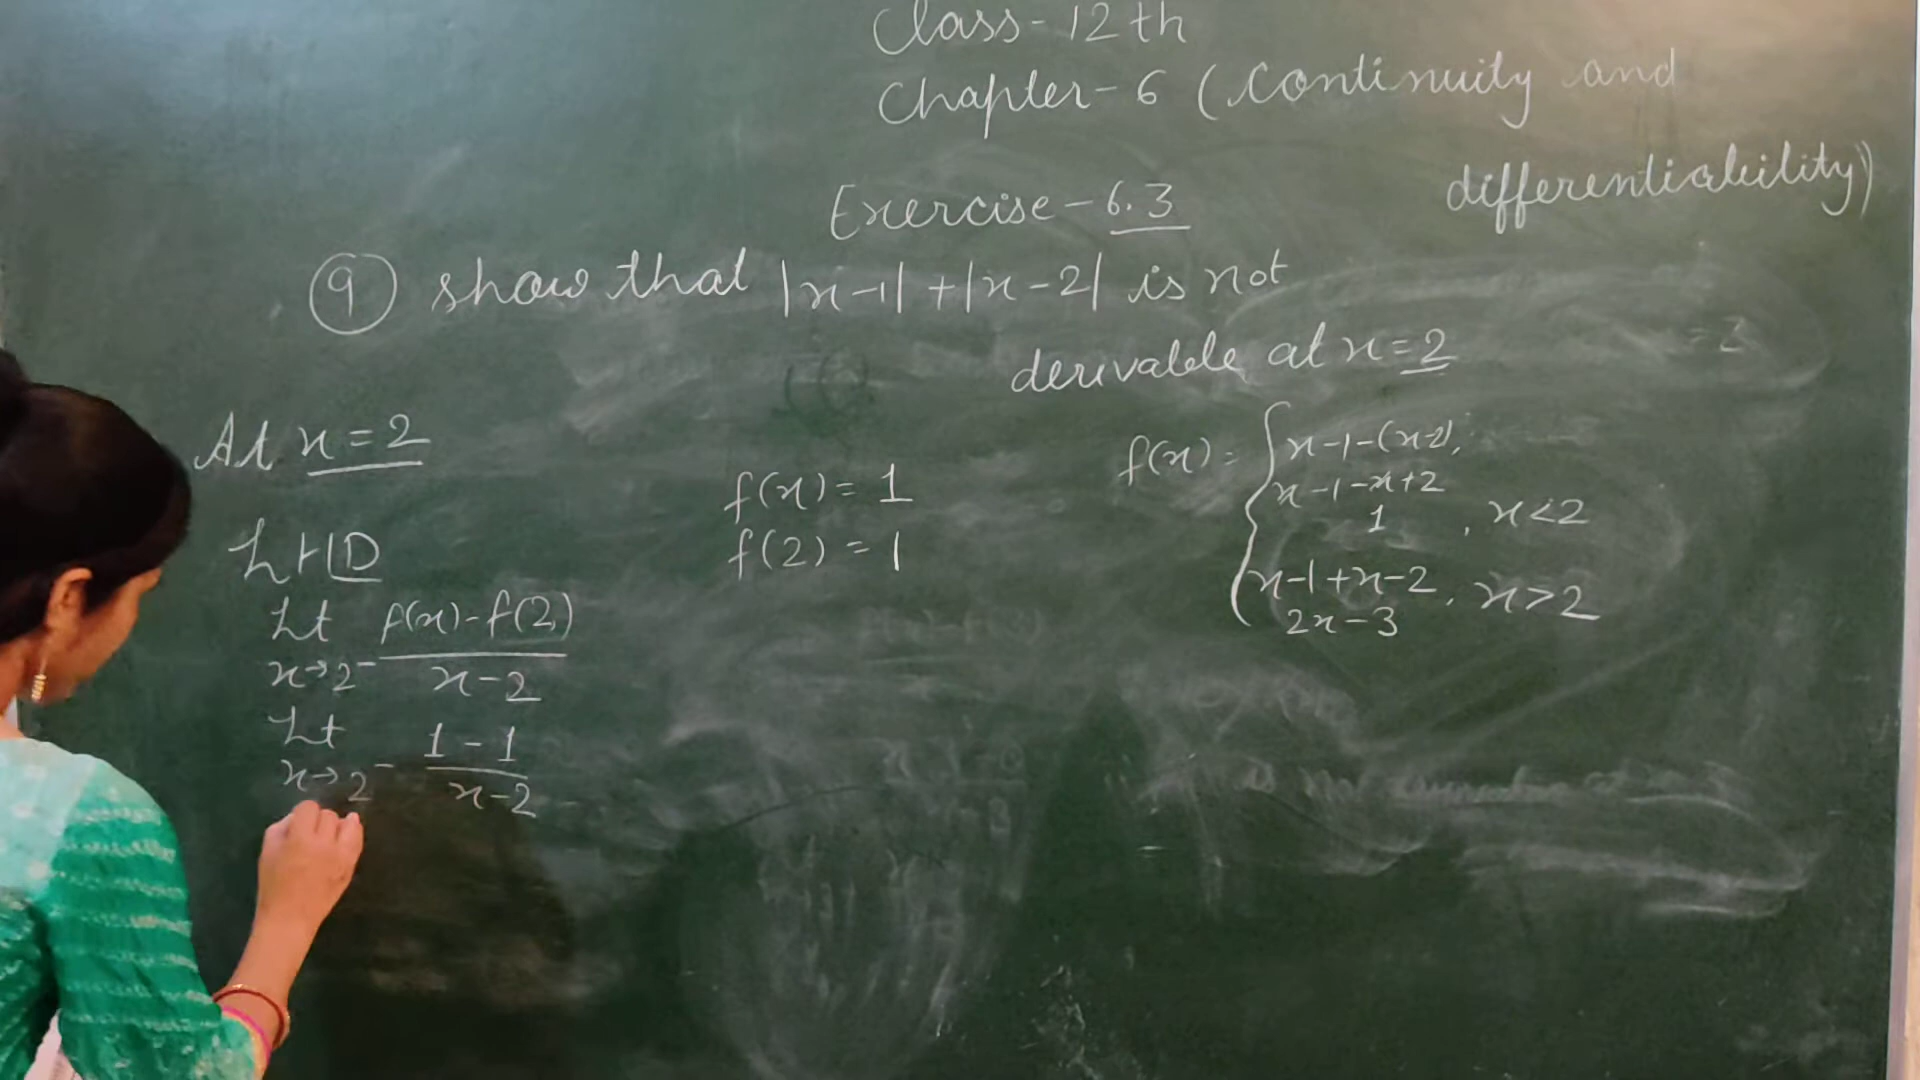 Class-12th
Chapter-6 (Continuity and
differentiability)
Exercise-6.3
9 show that |x-1|+|x-2| is not
derivable at x=2
At x=2
LHD
Lt f(x)-f(2)
x→2⁻ x-2
Lt 1-1
x→2⁻ x-2
f(x)=1
f(2)=1
f(x)= { x-1-(x-2),
x-1-x+2
1 , x<2
x-1+x-2, x>2
2x-3